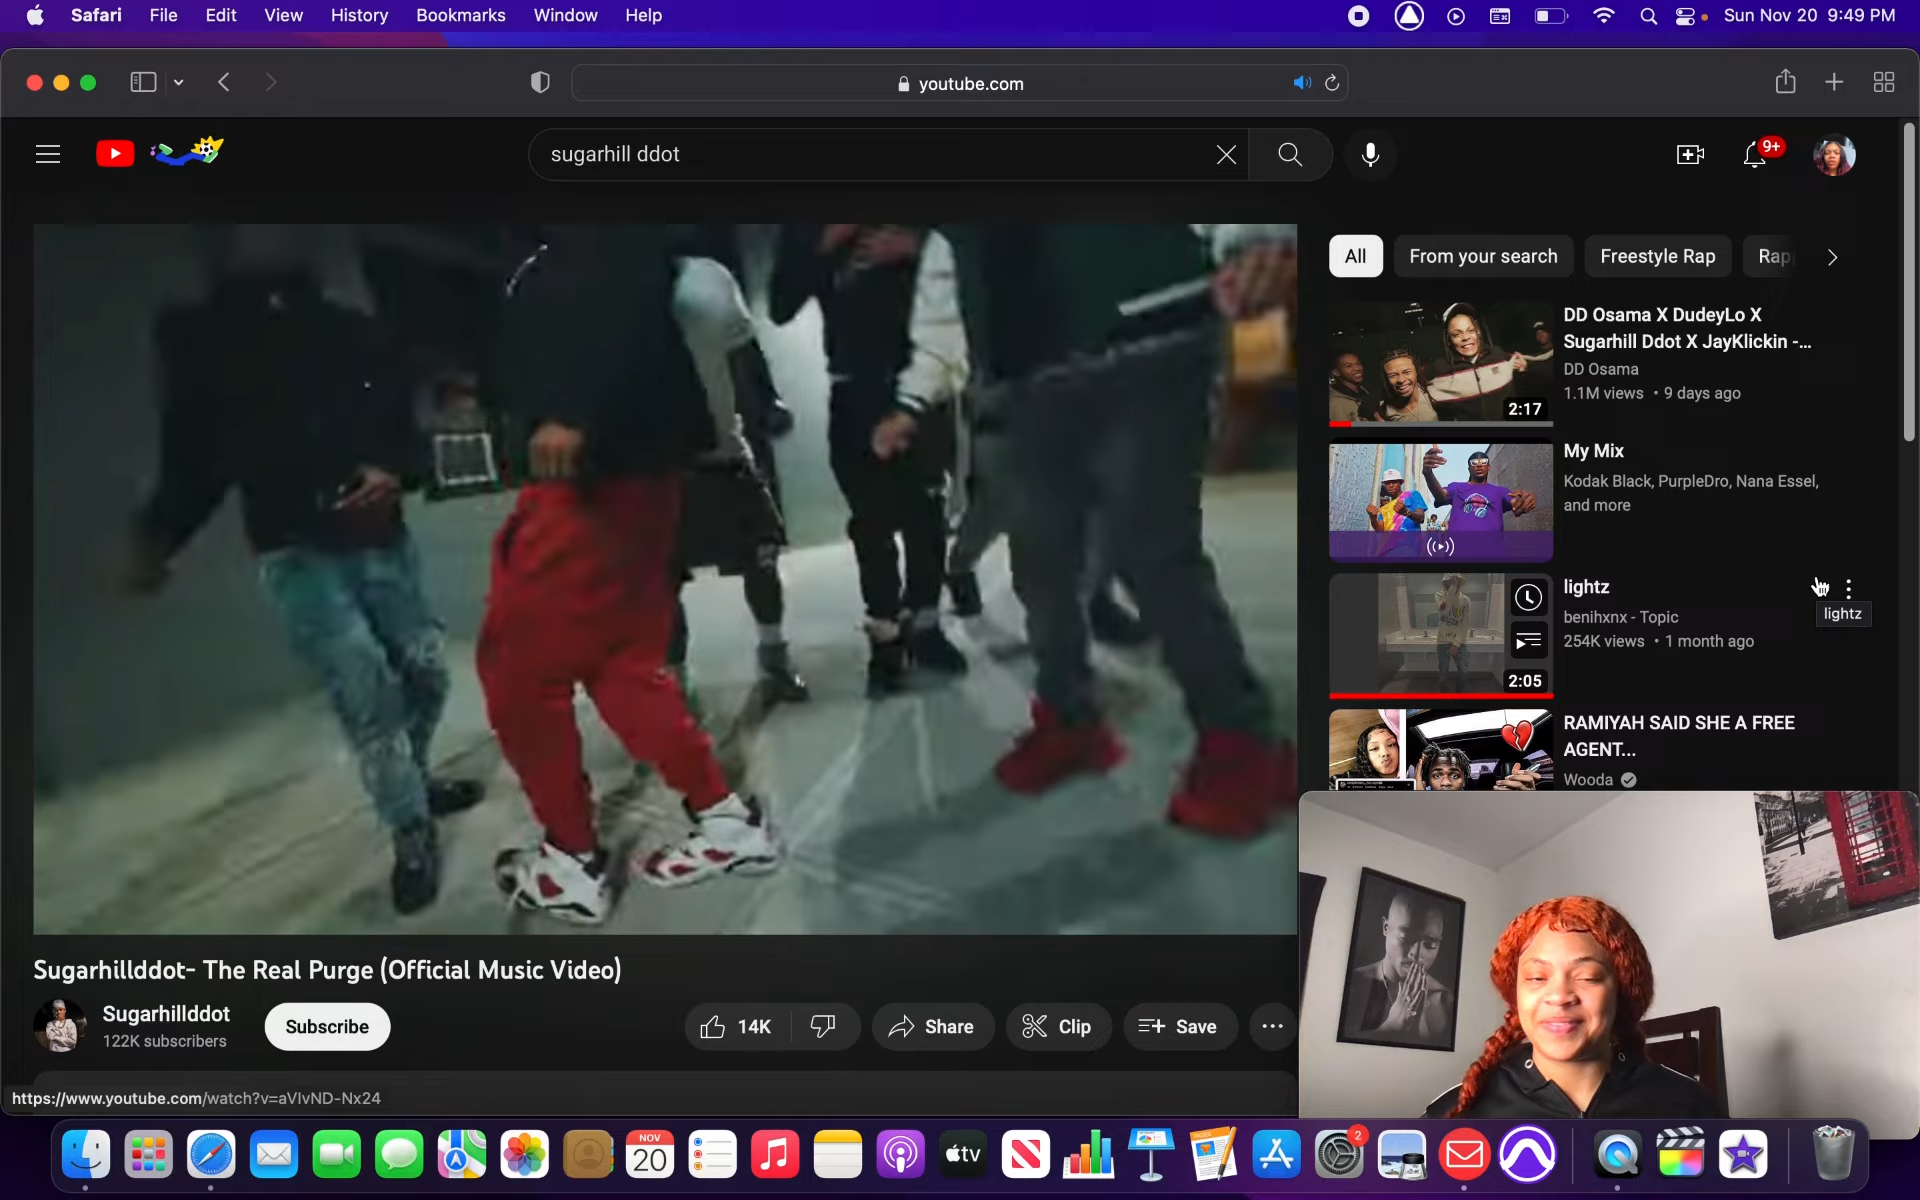 Safari File Edit View History Bookmarks Window Help
Sun Nov 20 9:49 PM
youtube.com
sugarhill ddot
9+
All From your search Freestyle Rap Rap
DD Osama X DudeyLo X
Sugarhill Ddot X JayKlickin -...
DD Osama
1.1M views • 9 days ago
2:17
My Mix
Kodak Black, PurpleDro, Nana Essel,
and more
lightz
lightz
benihxnx - Topic
254K views • 1 month ago
2:05
RAMIYAH SAID SHE A FREE
AGENT...
Wooda
Sugarhillddot- The Real Purge (Official Music Video)
Sugarhillddot
122K subscribers
Subscribe
14K
Share
Clip
Save
https://www.youtube.com/watch?v=aVIvND-Nx24
NOV
20
tv
2